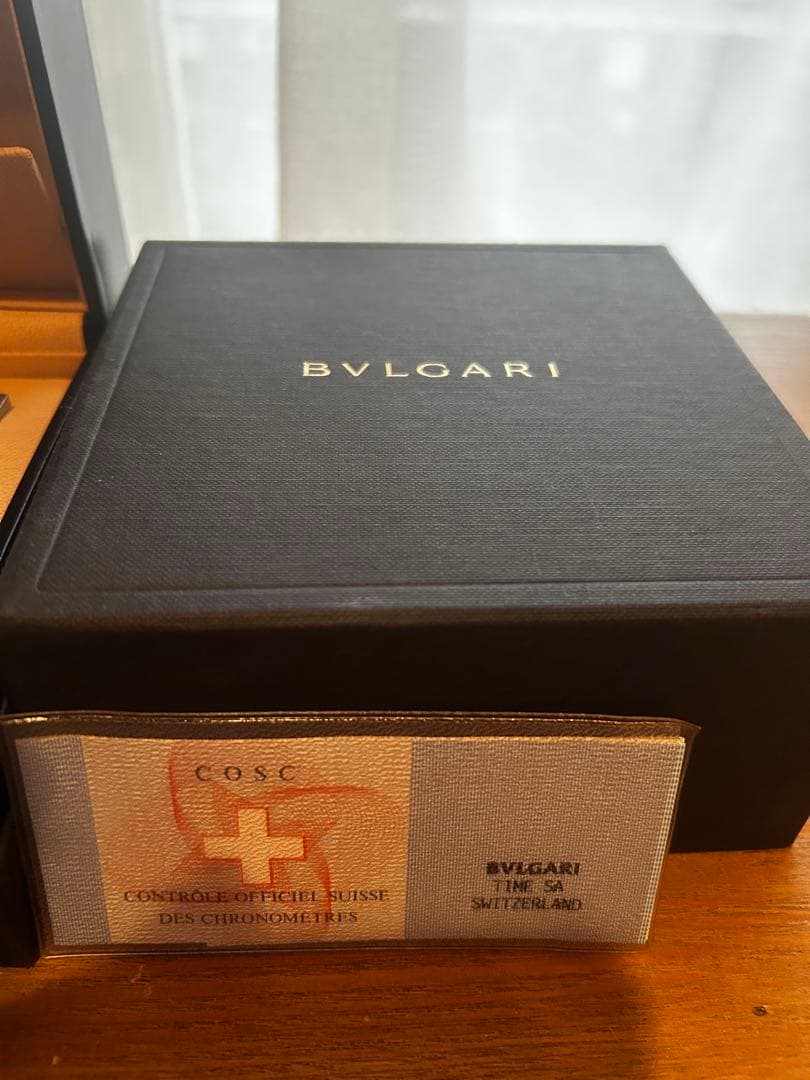 BVLGARI
COSC
CONTRÔLE OFFICIEL SUISSE
DES CHRONOMÈTRES
BVLGARI
TIME SA
SWITZERLAND